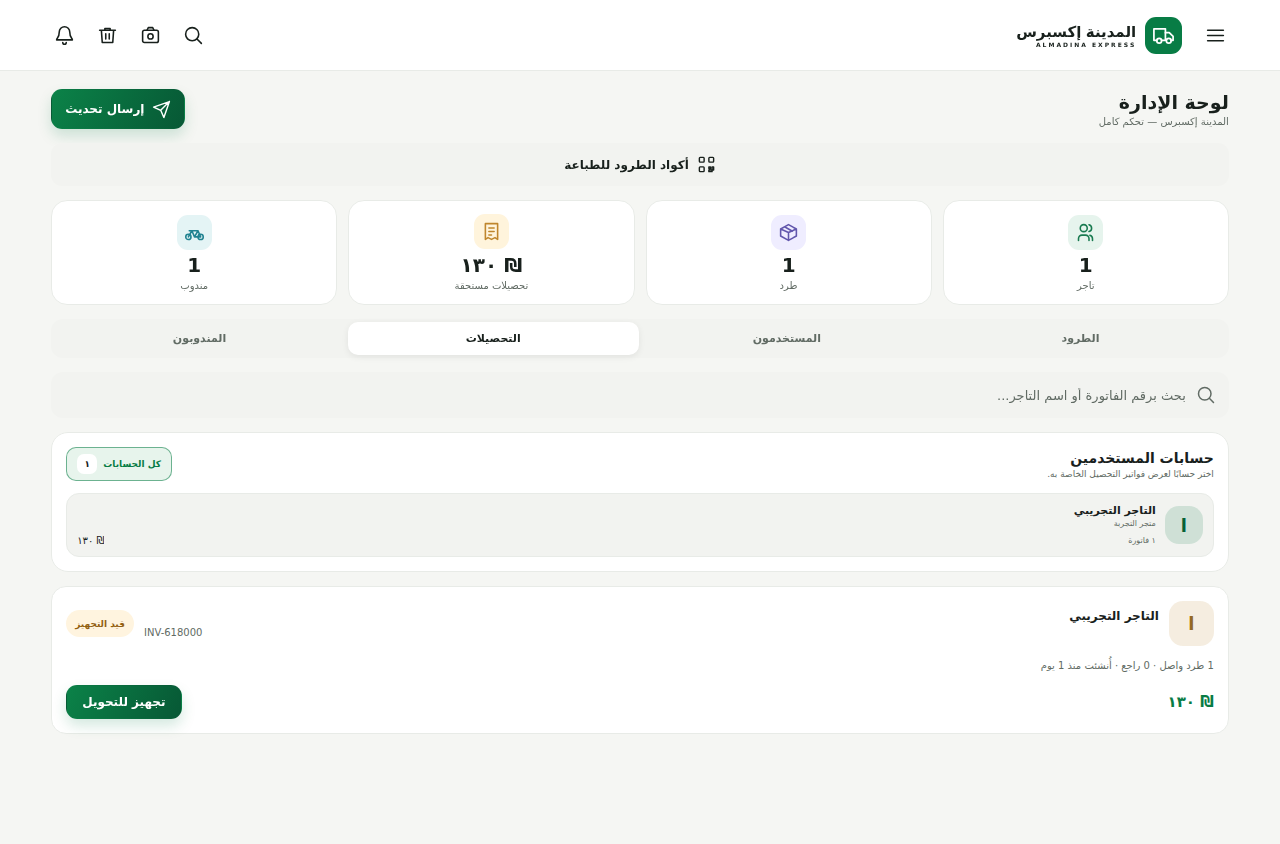 المدينة إكسبرس
ALMADINA EXPRESS
لوحة الإدارة
المدينة إكسبرس — تحكم كامل
إرسال تحديث
أكواد الطرود للطباعة
1
تاجر
1
طرد
₪ ١٣٠
تحصيلات مستحقة
1
مندوب
الطرود
المستخدمون
التحصيلات
المندوبون
بحث برقم الفاتورة أو اسم التاجر...
حسابات المستخدمين
اختر حسابًا لعرض فواتير التحصيل الخاصة به.
كل الحسابات ١
ا
التاجر التجريبي
متجر التجربة
١ فاتورة
₪ ١٣٠
ا
التاجر التجريبي
INV-618000
قيد التجهيز
1 طرد واصل · 0 راجع · أُنشئت منذ 1 يوم
₪ ١٣٠
تجهيز للتحويل